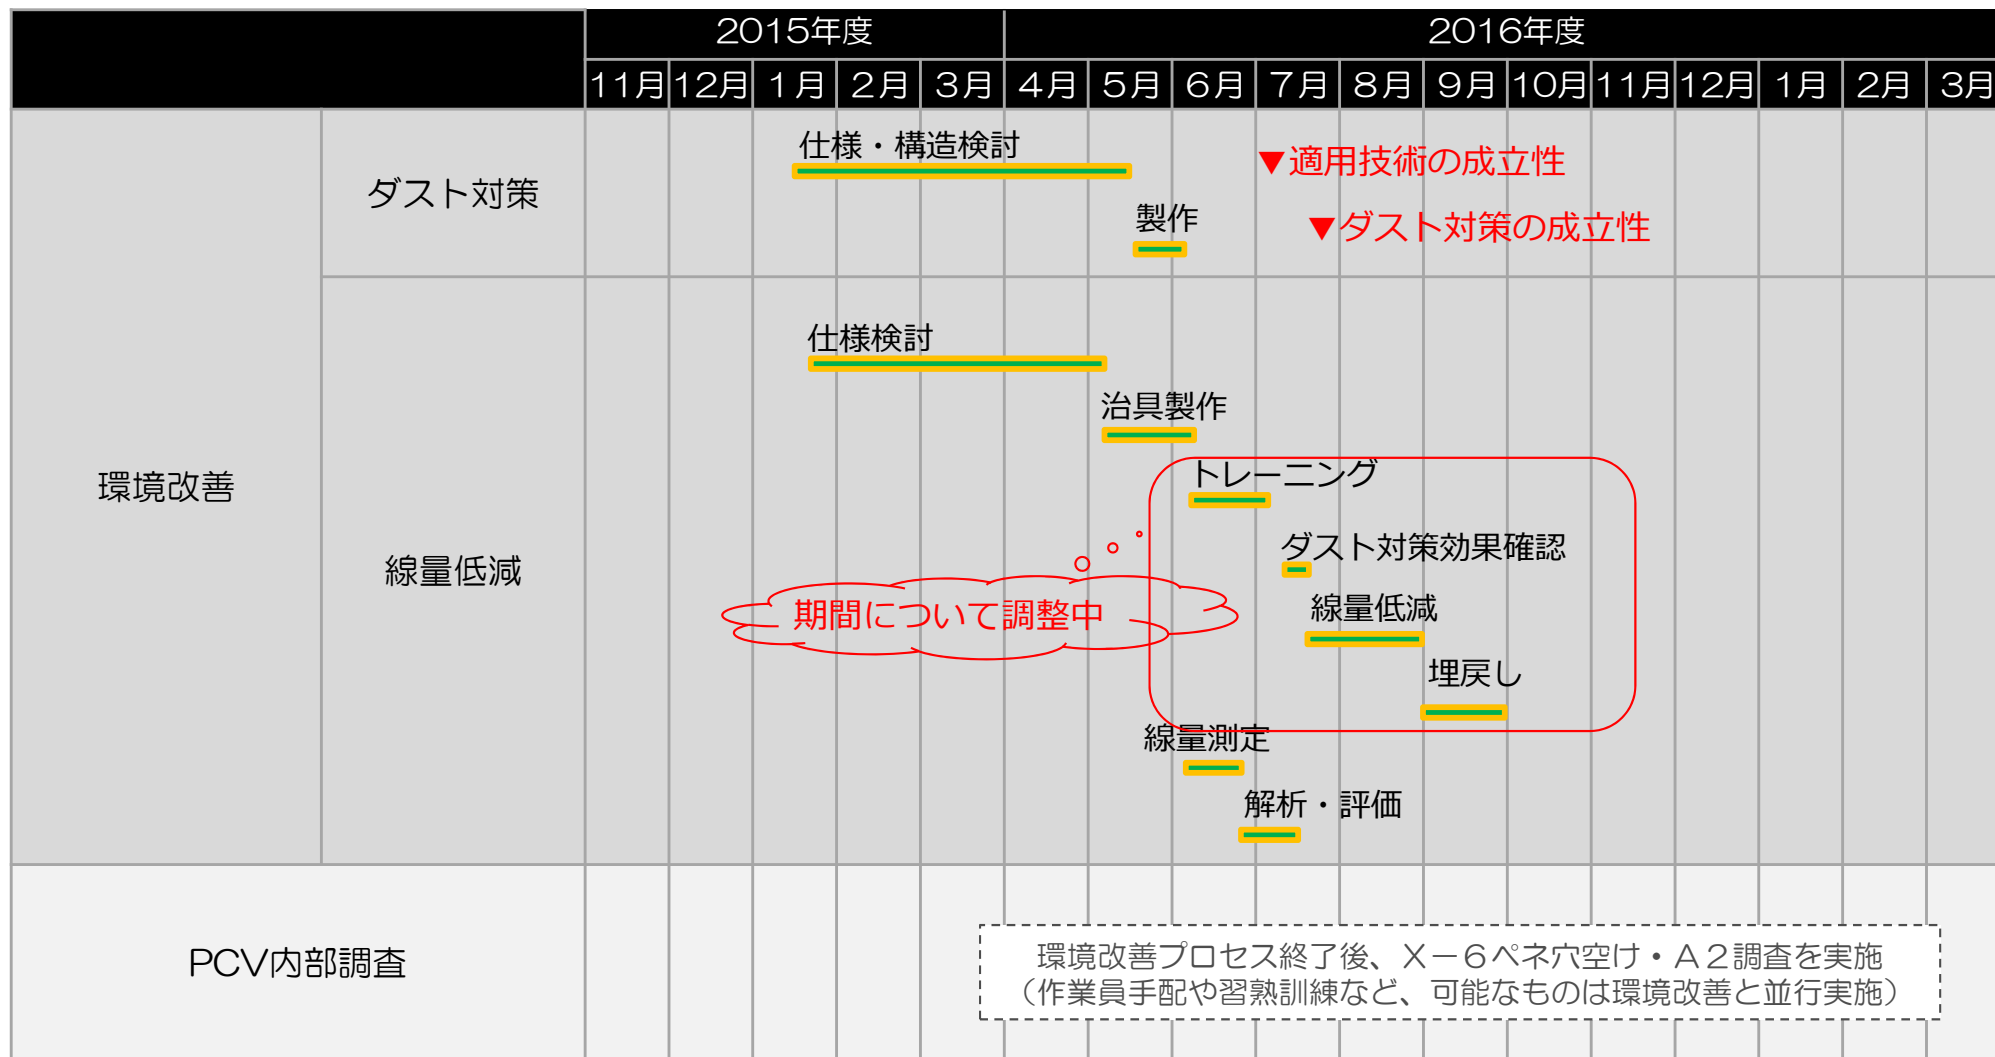 2015年度 2016年度
11月 12月 1月 2月 3月 4月 5月 6月 7月 8月 9月 10月 11月 12月 1月 2月 3月
環境改善
ダスト対策
仕様・構造検討
▼適用技術の成立性
製作
▼ダスト対策の成立性
線量低減
仕様検討
治具製作
トレーニング
ダスト対策効果確認
期間について調整中
線量低減
埋戻し
線量測定
解析・評価
PCV内部調査
環境改善プロセス終了後、X－6ペネ穴空け・A2調査を実施
（作業員手配や習熟訓練など、可能なものは環境改善と並行実施）